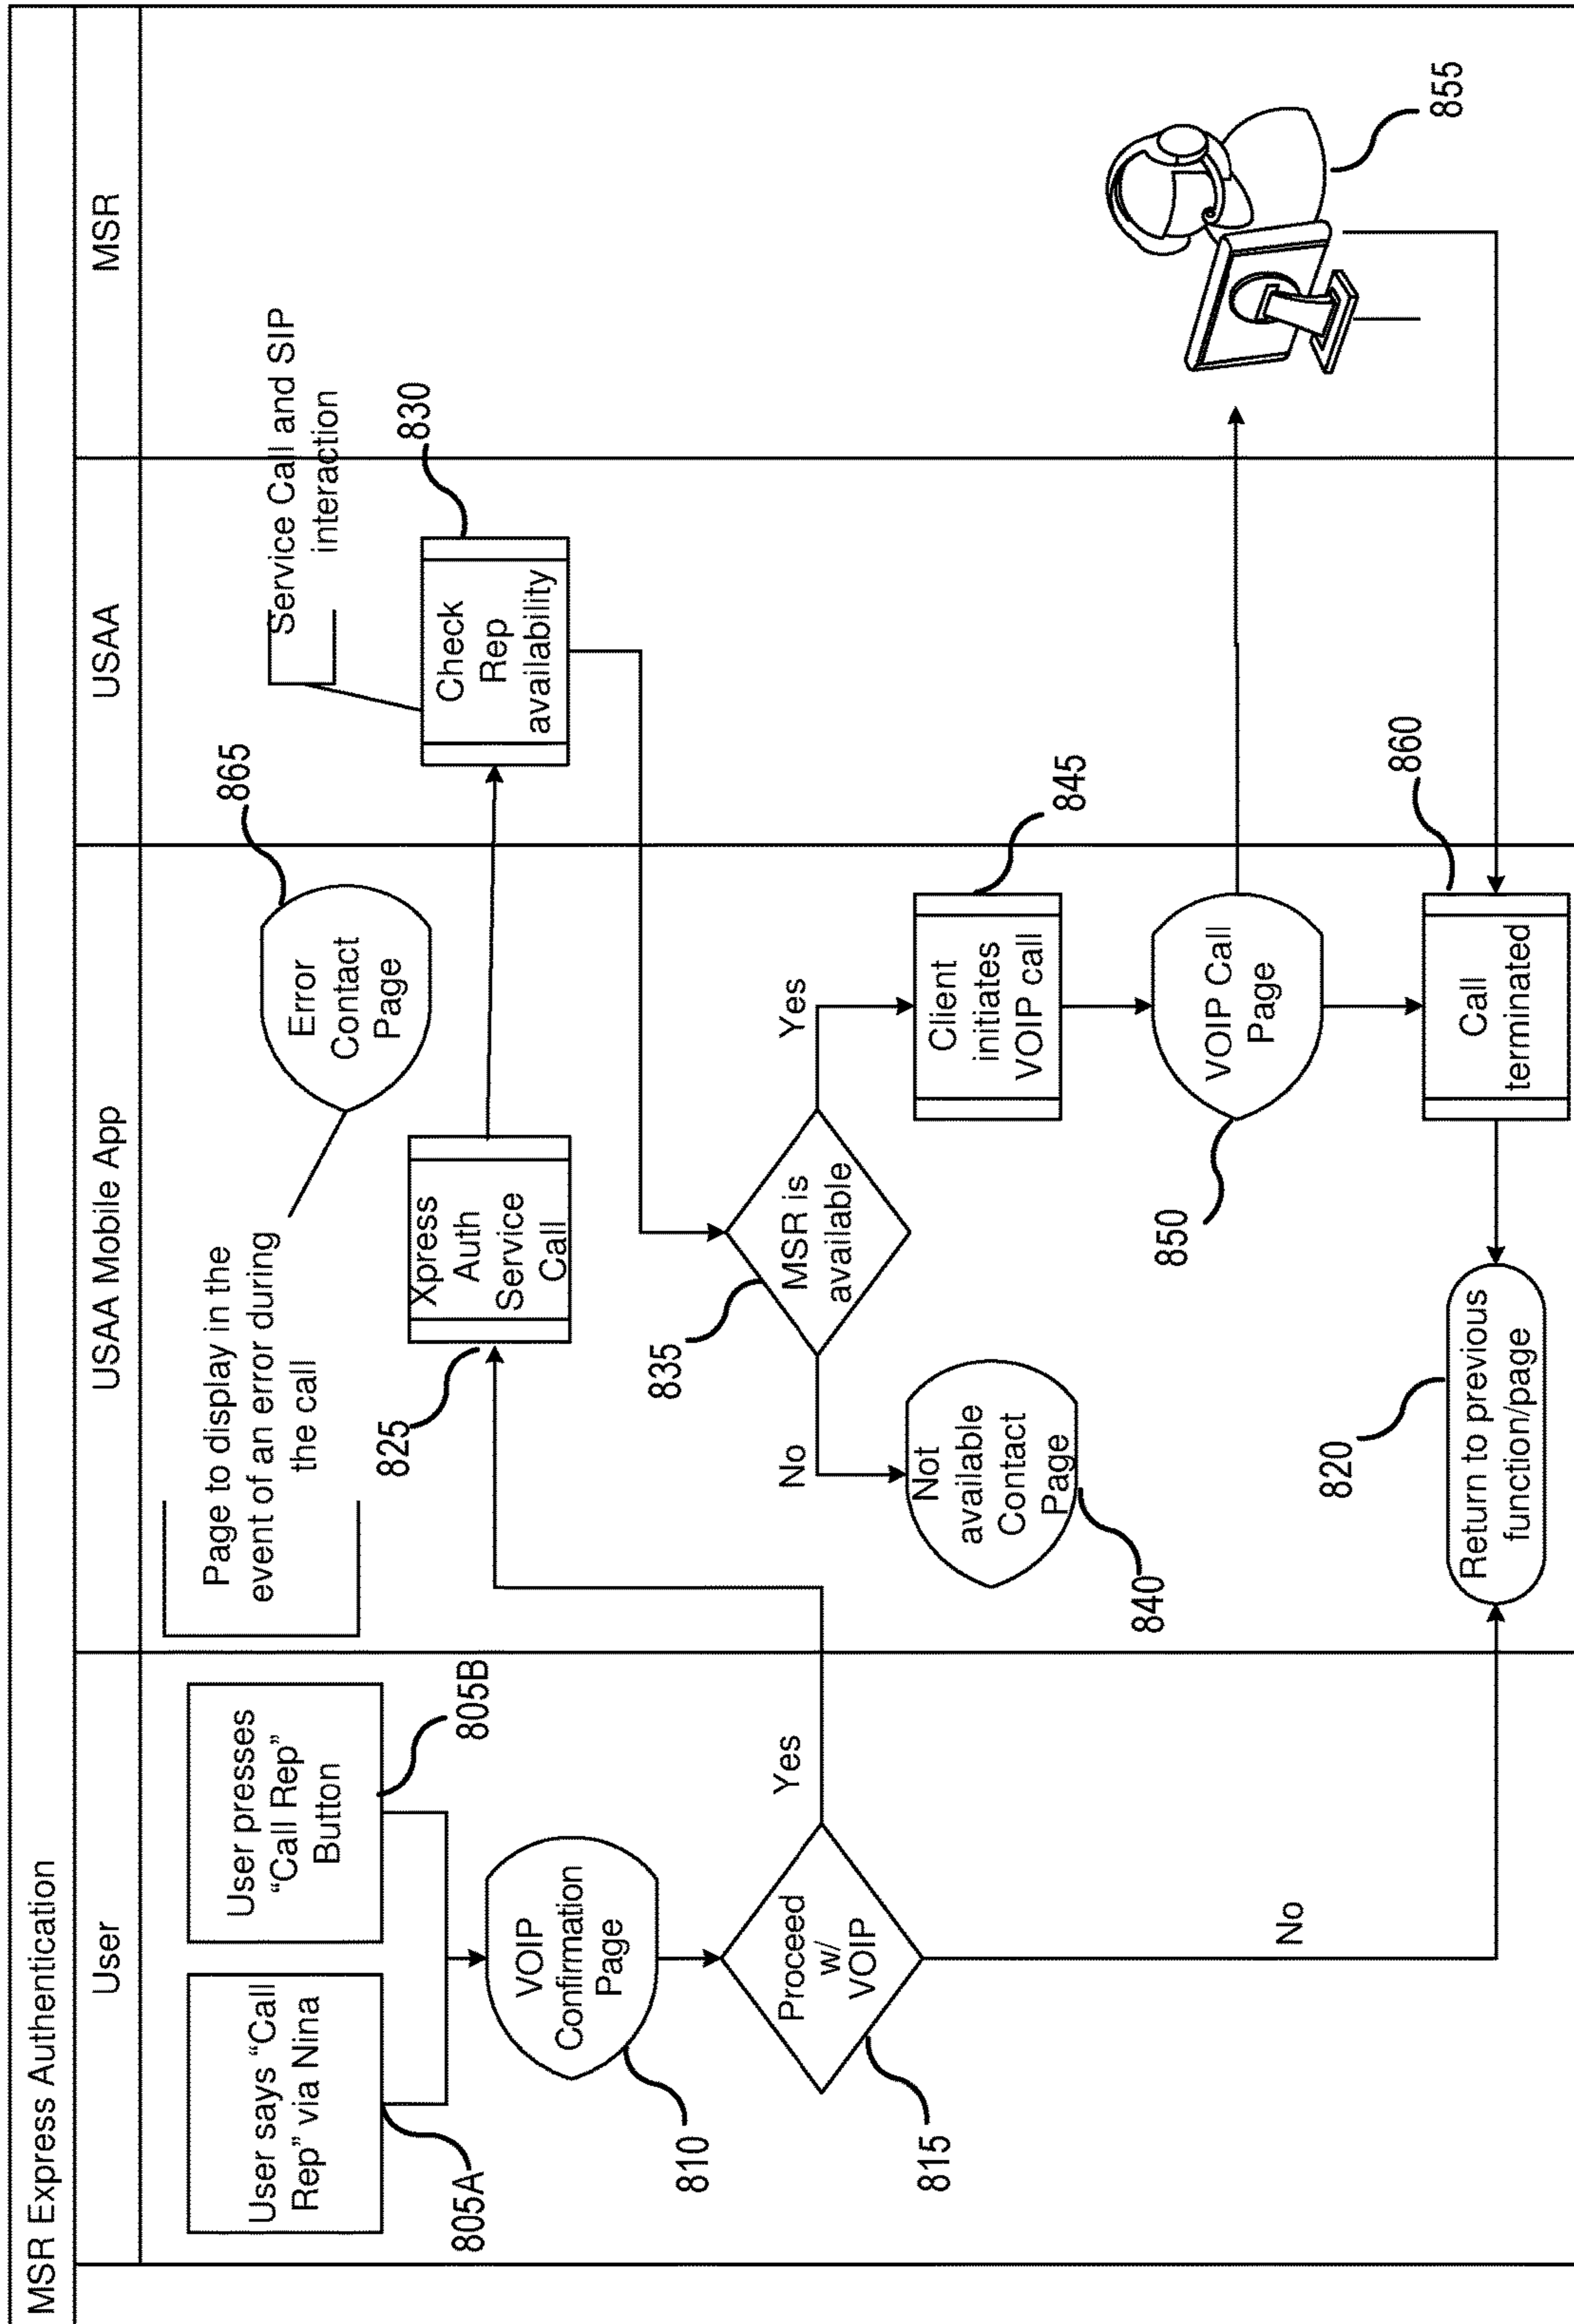 MSR Express Authentication
User
USAA Mobile App
USAA
MSR
User says “Call
Rep” via Nina
805A
User presses
“Call Rep”
Button
805B
VOIP
Confirmation
Page
810
Proceed
w/
VOIP
815
Yes
No
Page to display in the
event of an error during
the call
Error
Contact
Page
865
Xpress
Auth
Service
Call
825
Service Call and SIP
interaction
Check
Rep
availability
830
MSR is
available
835
No
Yes
Not
available
Contact
Page
840
Client
initiates
VOIP call
845
VOIP Call
Page
850
855
Call
terminated
860
Return to previous
function/page
820